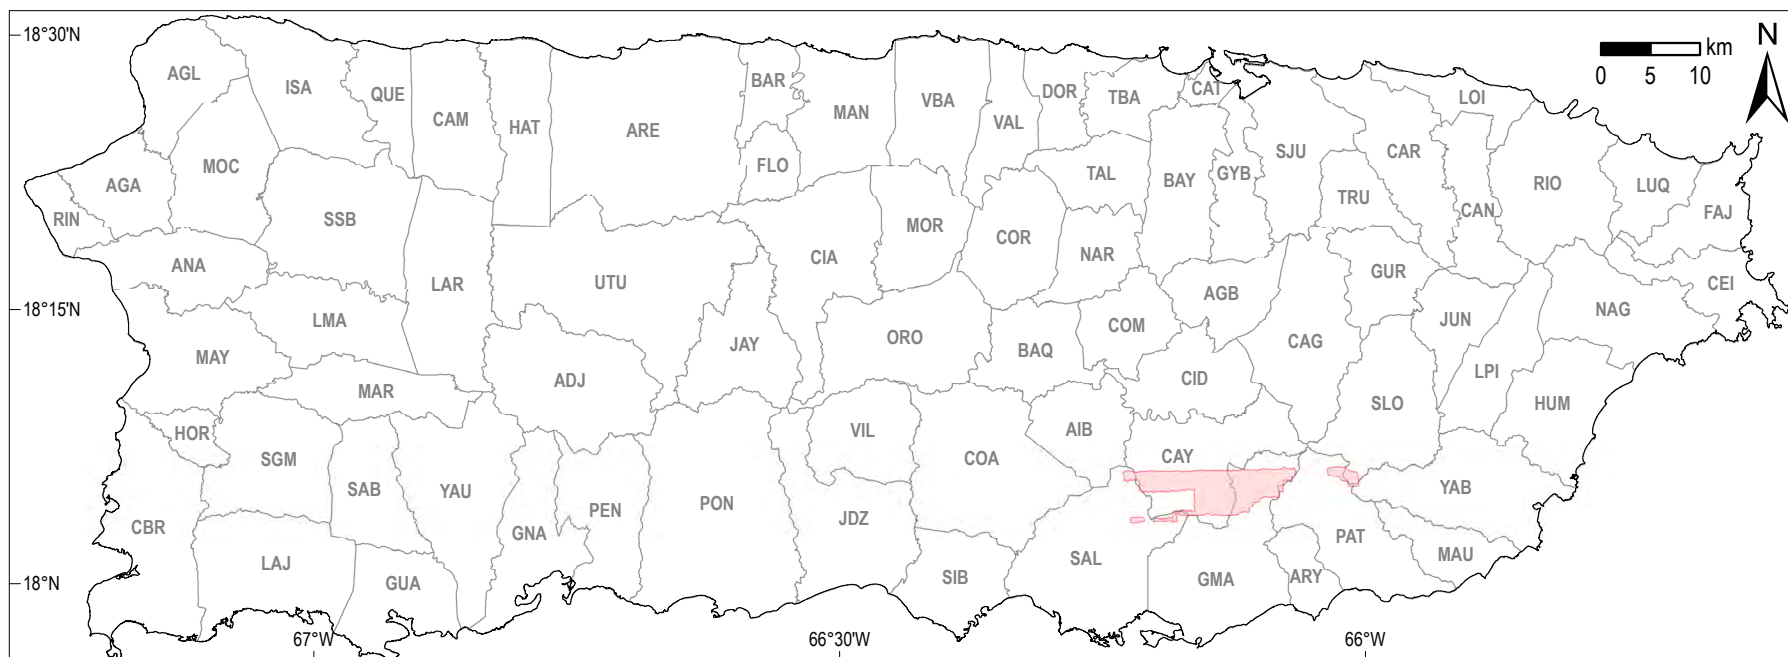 18°30'N
N
km
0 5 10
AGL
ISA
QUE
CAM
HAT
ARE
BAR
MAN
VBA
VAL
DOR
TBA
CAT
LOI
MOC
FLO
TAL
BAY
GYB
SJU
CAR
AGA
RIN
SSB
MOR
COR
NAR
TRU
CAN
RIO
LUQ
FAJ
ANA
LAR
UTU
CIA
AGB
GUR
CEI
18°15'N
LMA
MAY
JAY
ORO
BAQ
COM
CAG
JUN
NAG
MAR
ADJ
CID
LPI
HOR
SGM
VIL
COA
AIB
CAY
SLO
HUM
SAB
YAU
PEN
PON
JDZ
YAB
CBR
LAJ
GNA
SAL
PAT
MAU
18°N
GUA
SIB
GMA
ARY
67°W
66°30'W
66°W